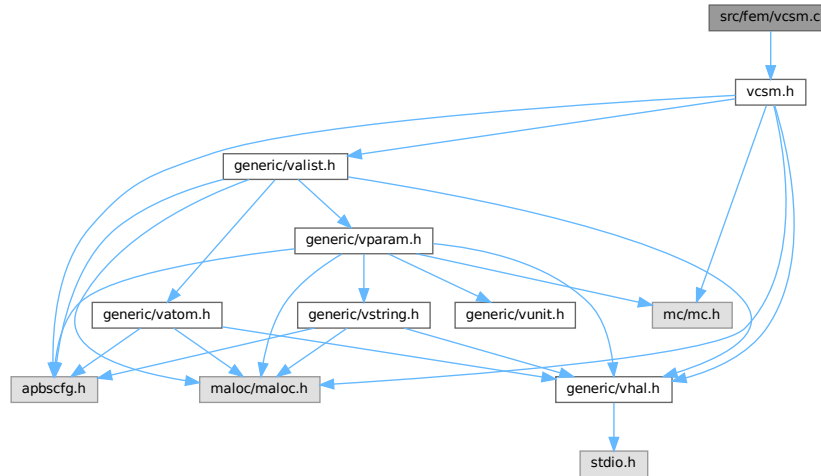 src/fem/vcsm.c
vcsm.h
generic/valist.h
generic/vparam.h
generic/vatom.h
generic/vstring.h
generic/vunit.h
mc/mc.h
apbscfg.h
maloc/maloc.h
generic/vhal.h
stdio.h